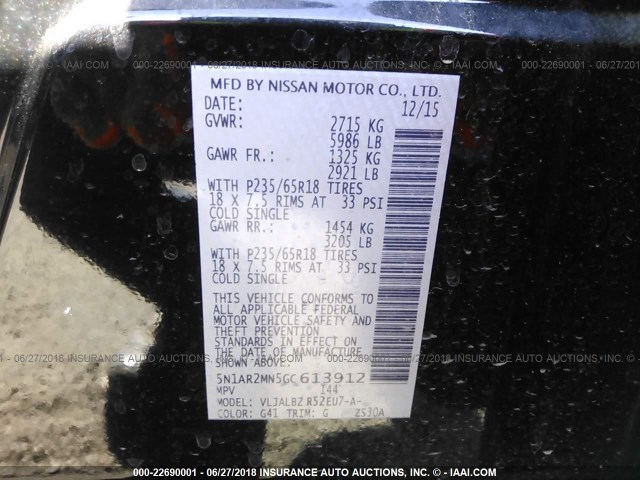 000-22690001 - 06/27/2018 INSURANCE AUTO AUCTIONS - © - IAAI.COM
MFD BY NISSAN MOTOR CO., LTD.
DATE: 12/15
GVWR: 2715 KG
5986 LB
GAWR FR.: 1325 KG
2921 LB
WITH P235/65R18 TIRES
18 X 7.5 RIMS AT 33 PSI
COLD SINGLE
GAWR RR.: 1454 KG
3205 LB
WITH P235/65R18 TIRES
18 X 7.5 RIMS AT 33 PSI
COLD SINGLE
THIS VEHICLE CONFORMS TO
ALL APPLICABLE FEDERAL
MOTOR VEHICLE SAFETY AND
THEFT PREVENTION
STANDARDS IN EFFECT ON
THE DATE OF MANUFACTURE
SHOWN ABOVE.
5N1AR2MN5GC613912
MPV 144
MODEL: VLJALBZ R52EU7-A-
COLOR: G41 TRIM: G ZS30A
000-22690001 - 06/27/2018 INSURANCE AUTO AUCTIONS - © - IAAI.COM